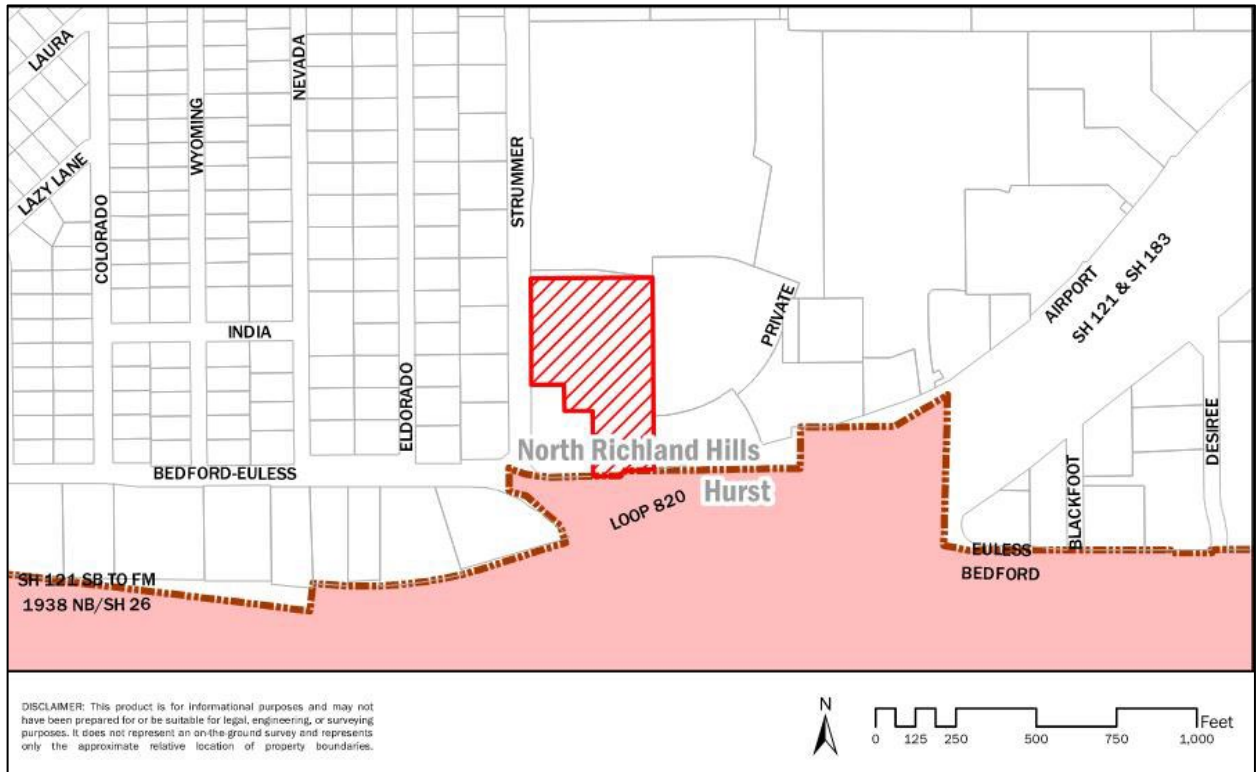 LAURA
LAZY LANE
COLORADO
WYOMING
NEVADA
INDIA
ELDORADO
STRUMMER
PRIVATE
AIRPORT
SH 121 & SH 183
North Richland Hills
BEDFORD-EULESS
Hurst
LOOP 820
DESIREE
BLACKFOOT
EULESS
BEDFORD
SH 121 SB TO FM
1938 NB/SH 26
DISCLAIMER: This product is for informational purposes and may not
have been prepared for or be suitable for legal, engineering, or surveying
purposes. It does not represent an on-the-ground survey and represents
only the approximate relative location of property boundaries.
N
Feet
0 125 250 500 750 1,000